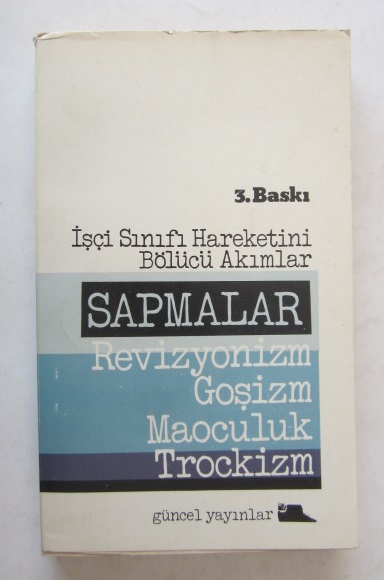 3. Baskı
İşçi Sınıfı Hareketini
Bölücü Akımlar
SAPMALAR
Revizyonizm
Goşizm
Maoculuk
Trockizm
güncel yayınlar